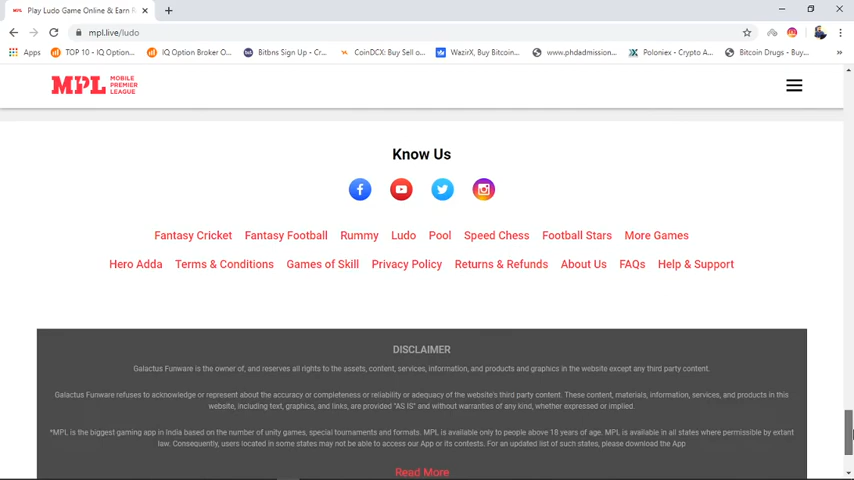 Play Ludo Game Online & Earn R
mpl.live/ludo
Apps TOP 10 - IQ Option... IQ Option Broker O... Bitbns Sign Up - Cr... CoinDCX: Buy Sell o... WazirX, Buy Bitcoin... www.phdadmission... Poloniex - Crypto A... Bitcoin Drugs - Buy... »
MPL MOBILE
PREMIER
LEAGUE
Know Us
Fantasy Cricket Fantasy Football Rummy Ludo Pool Speed Chess Football Stars More Games
Hero Adda Terms & Conditions Games of Skill Privacy Policy Returns & Refunds About Us FAQs Help & Support
DISCLAIMER
Galactus Funware is the owner of, and reserves all rights to the assets, content, services, information, and products and graphics in the website except any third party content.
Galactus Funware refuses to acknowledge or represent about the accuracy or completeness or reliability or adequacy of the website's third party content. These content, materials, information, services, and products in this
website, including text, graphics, and links, are provided "AS IS" and without warranties of any kind, whether expressed or implied.
*MPL is the biggest gaming app in India based on the number of unity games, special tournaments and formats. MPL is available only to people above 18 years of age. MPL is available in all states where permissible by extant
law. Consequently, users located in some states may not be able to access our App or its contests. For an updated list of such states, please download the App
Read More